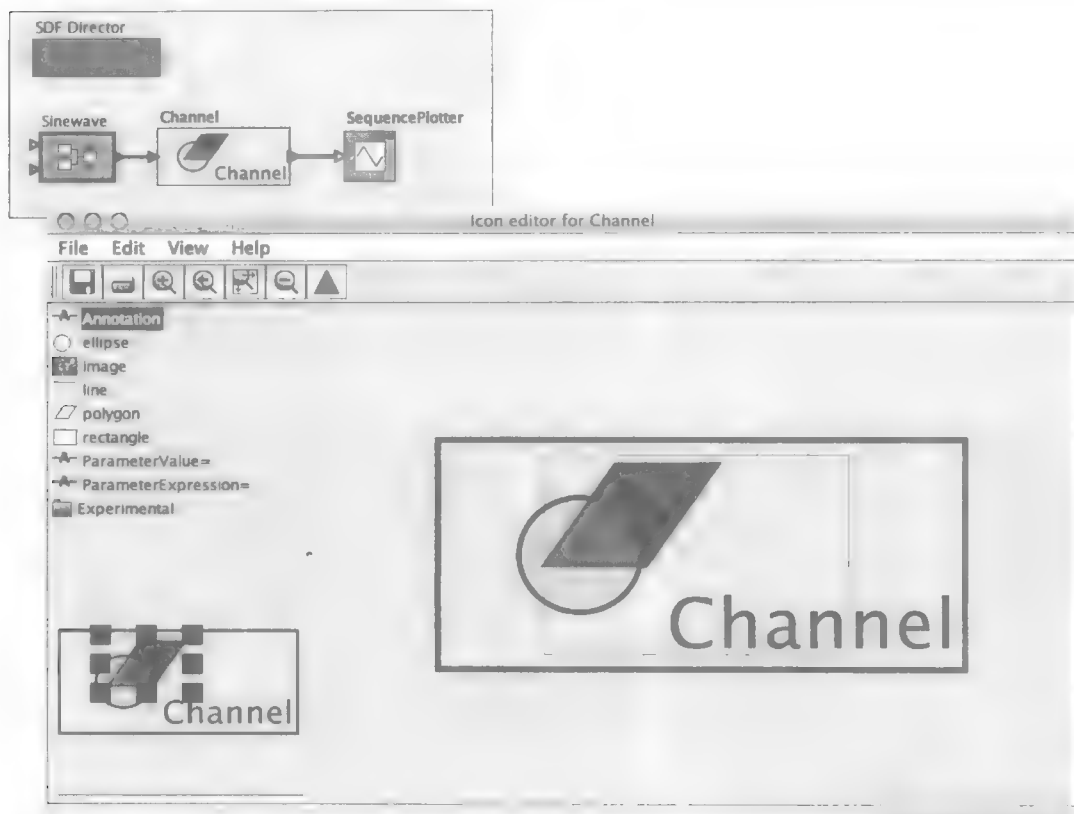 SDF Director
Sinewave
Channel
SequencePlotter
Channel
Icon editor for Channel
File Edit View Help
Annotation
ellipse
image
line
polygon
rectangle
ParameterValue=
ParameterExpression=
Experimental
Channel
Channel